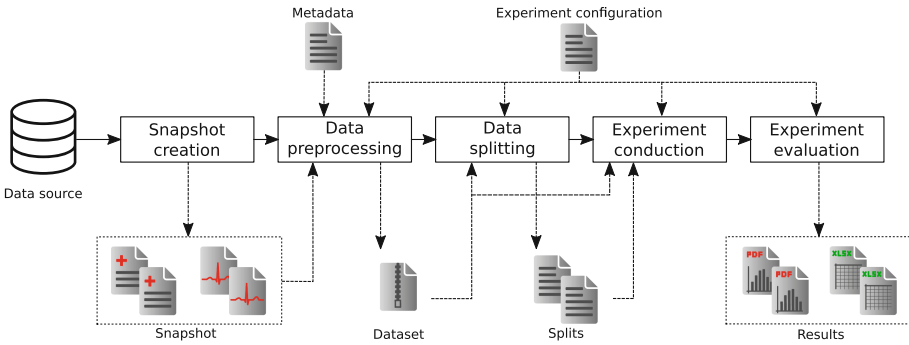 Metadata
Experiment configuration
Data source
Snapshot
creation
Data
preprocessing
Data
splitting
Experiment
conduction
Experiment
evaluation
Snapshot
Dataset
Splits
PDF
PDF
XLSX
XLSX
Results